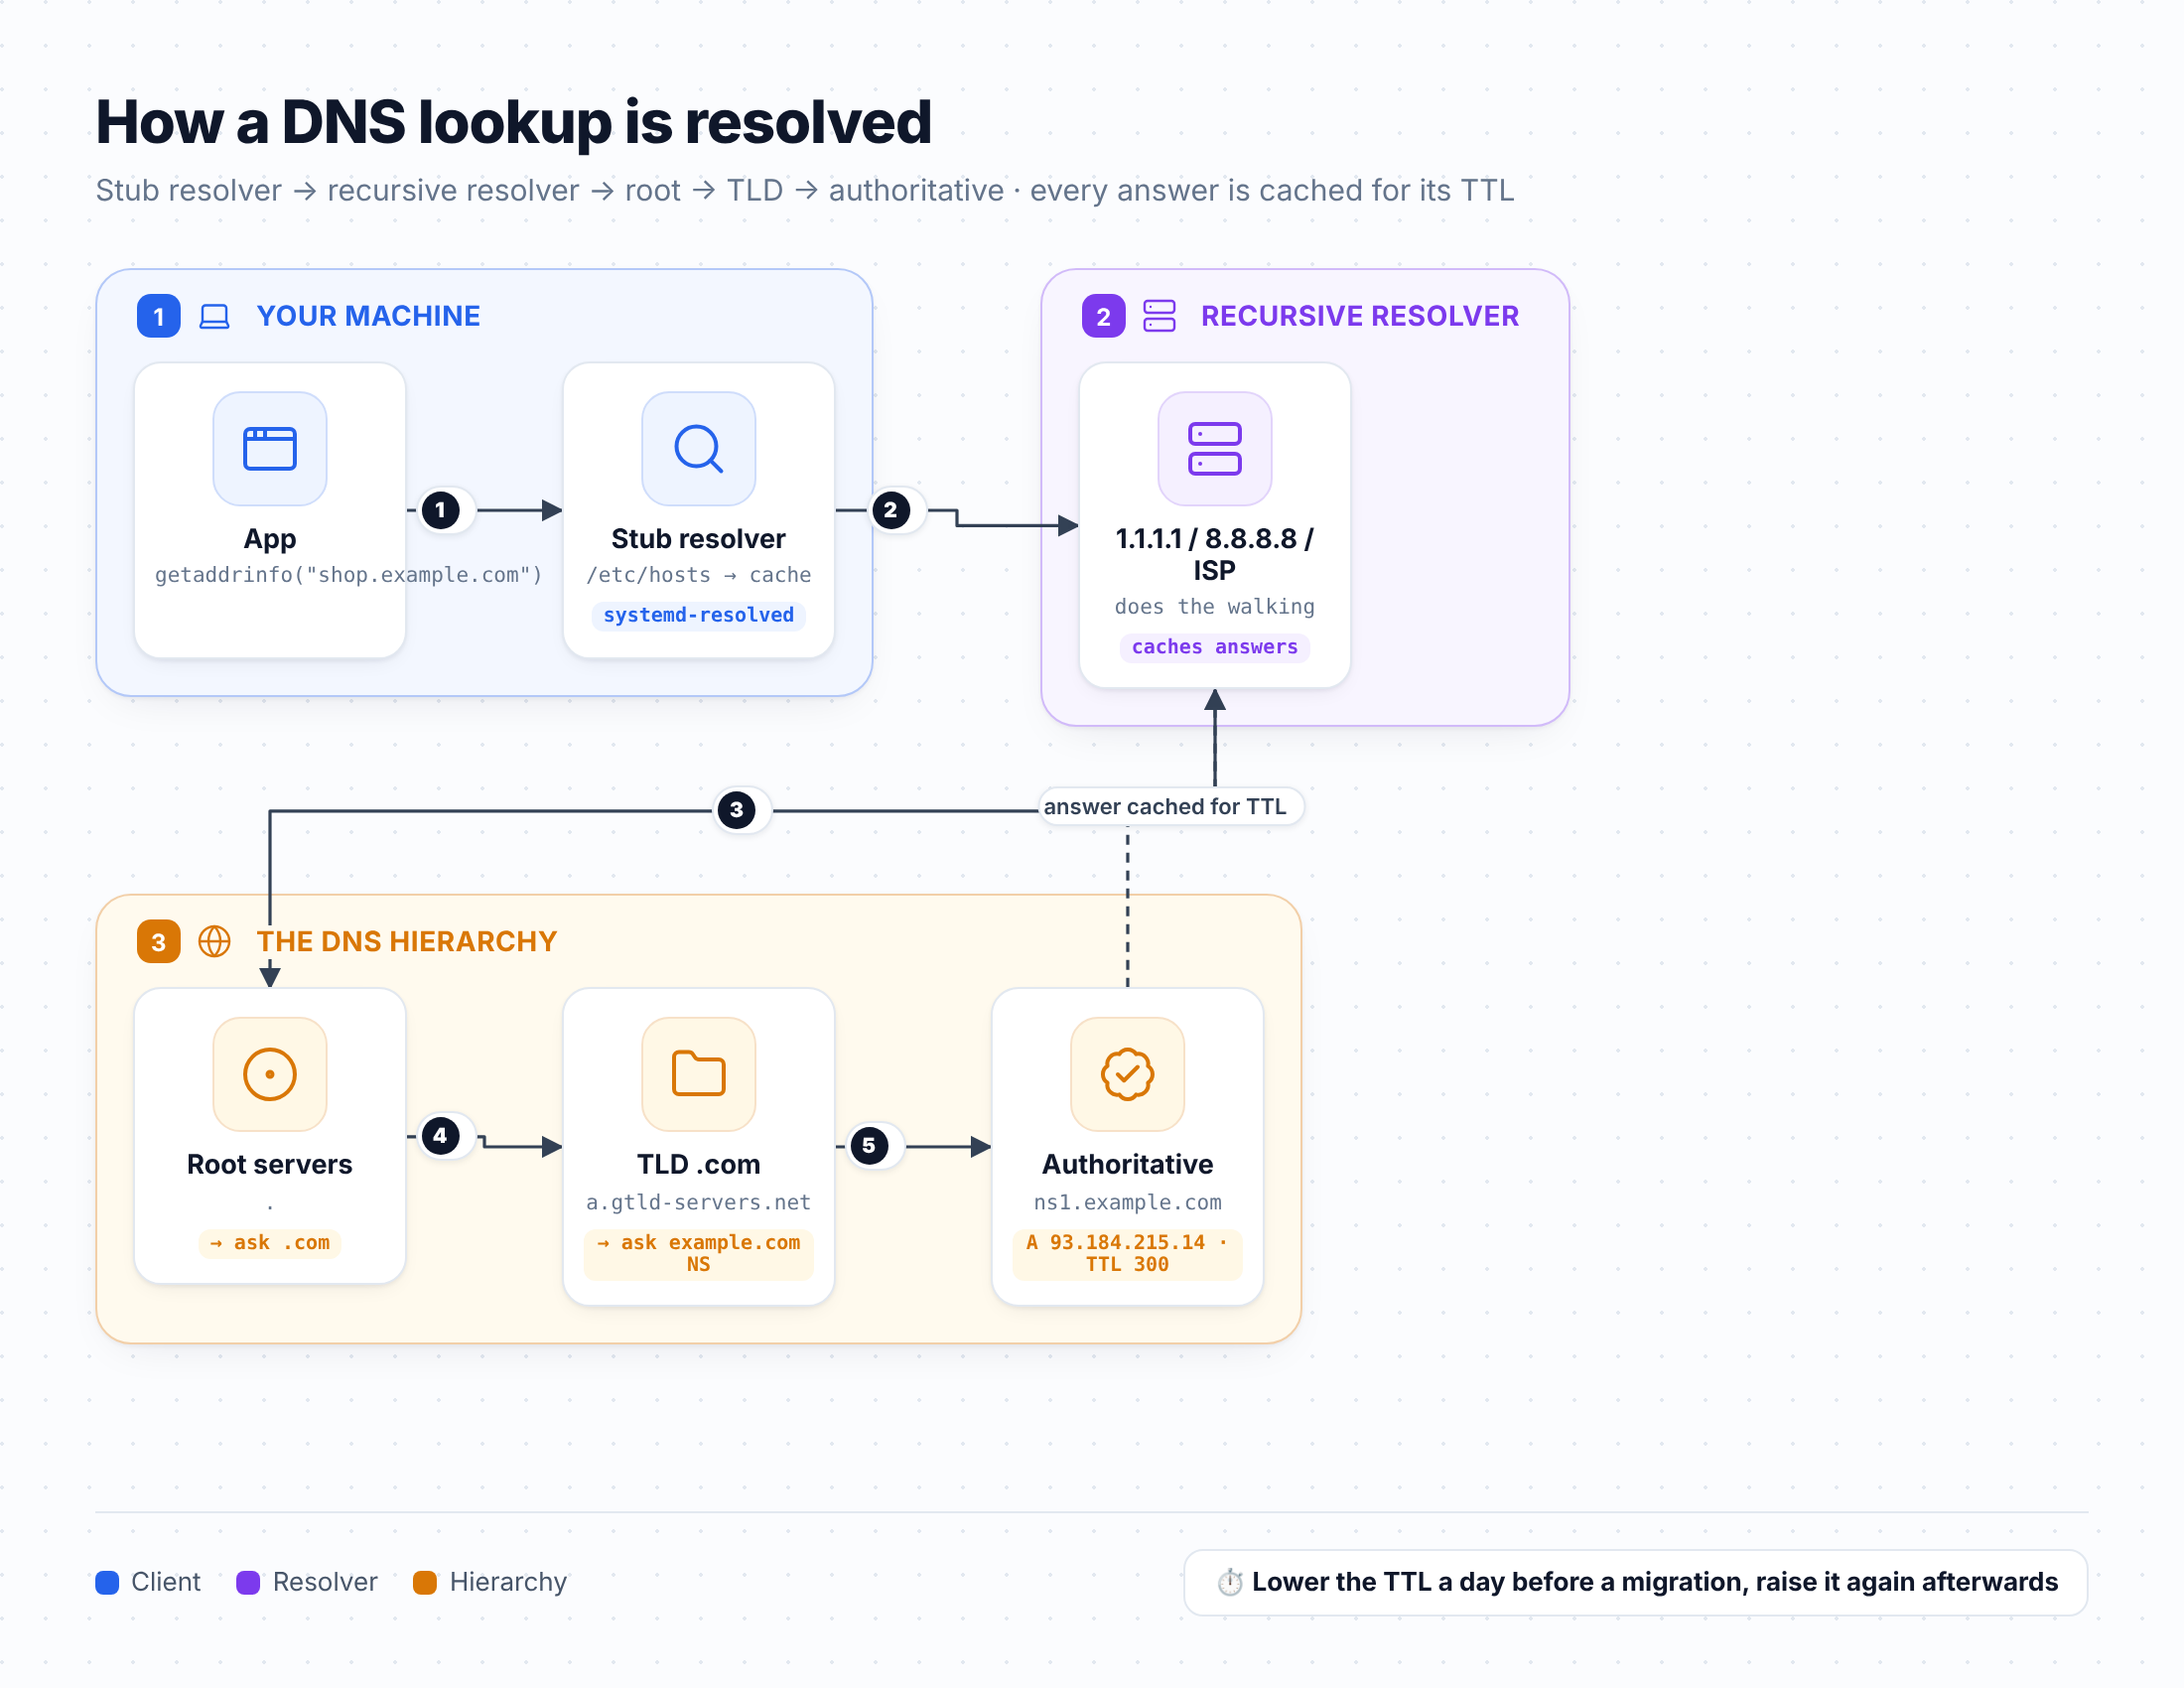 How a DNS lookup is resolved
Stub resolver → recursive resolver → root → TLD → authoritative · every answer is cached for its TTL
1 YOUR MACHINE
2 RECURSIVE RESOLVER
App
getaddrinfo("shop.example.com")
1
Stub resolver
/etc/hosts → cache
systemd-resolved
2
1.1.1.1 / 8.8.8.8 /
ISP
does the walking
caches answers
3
answer cached for TTL
3 THE DNS HIERARCHY
Root servers
.
→ ask .com
4
TLD .com
a.gtld-servers.net
→ ask example.com
NS
5
Authoritative
ns1.example.com
A 93.184.215.14 ·
TTL 300
Client
Resolver
Hierarchy
⏱️ Lower the TTL a day before a migration, raise it again afterwards